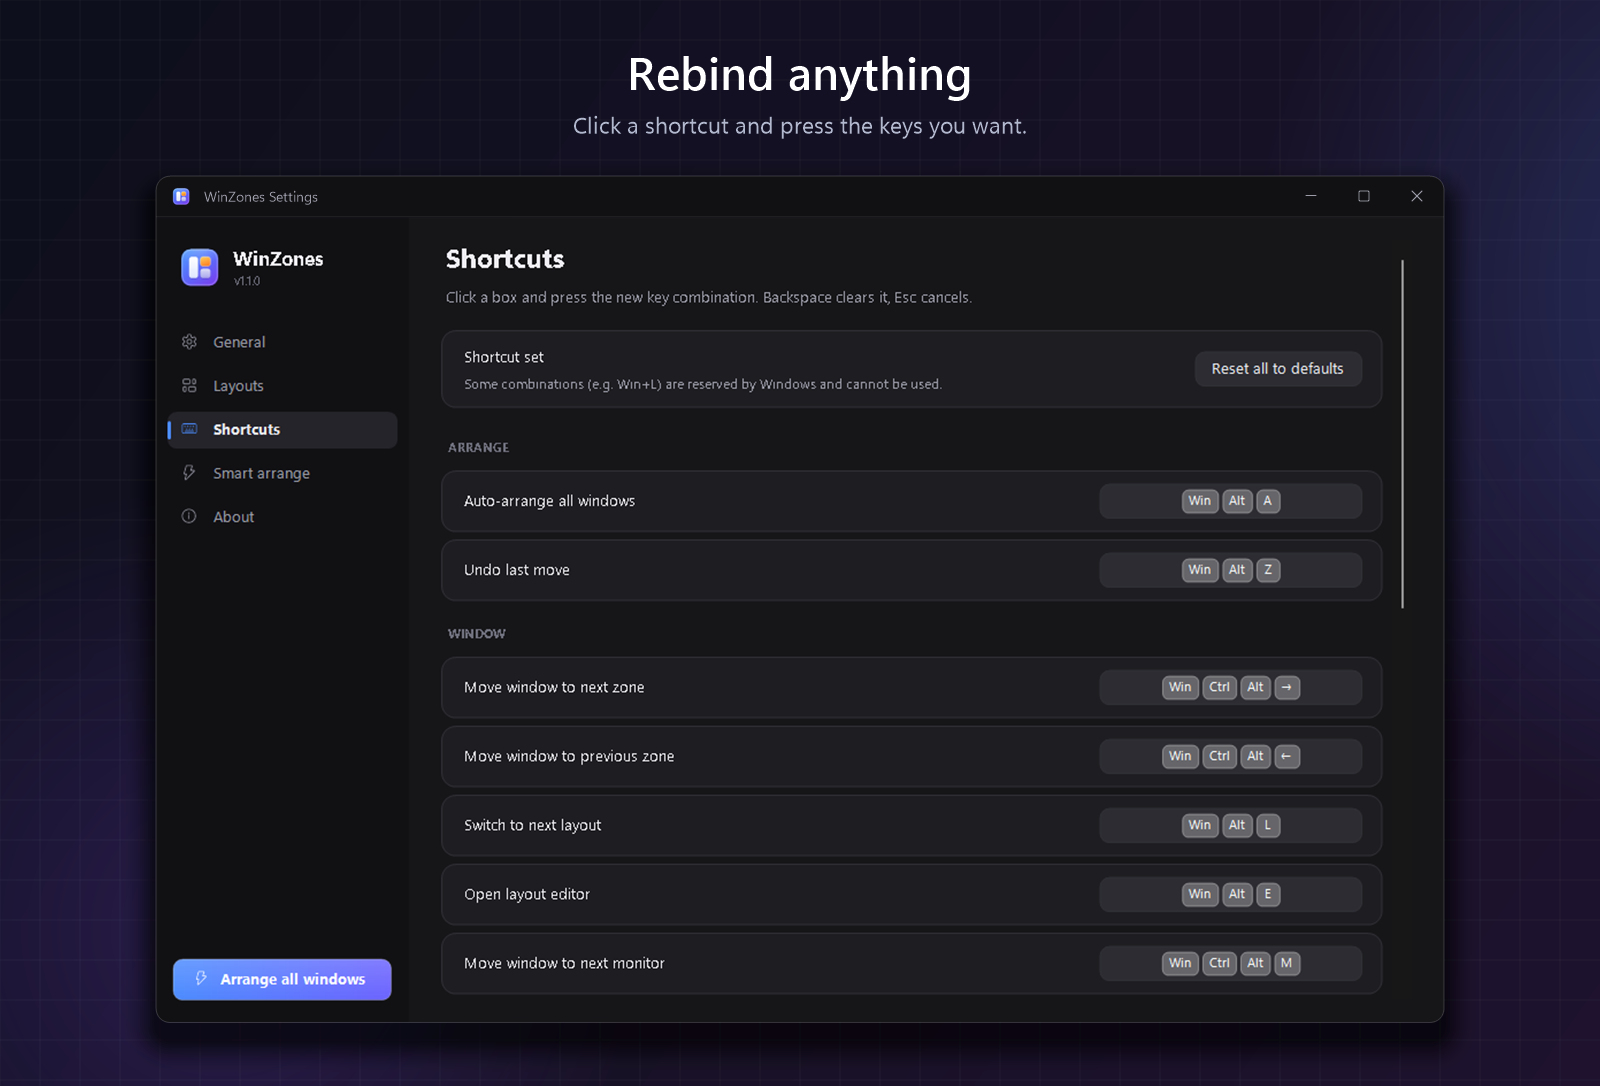 Rebind anything
Click a shortcut and press the keys you want.
WinZones Settings
WinZones
v1.1.0
General
Layouts
Shortcuts
Smart arrange
About
Arrange all windows
Shortcuts
Click a box and press the new key combination. Backspace clears it, Esc cancels.
Shortcut set
Some combinations (e.g. Win+L) are reserved by Windows and cannot be used.
Reset all to defaults
ARRANGE
Auto-arrange all windows Win Alt A
Undo last move Win Alt Z
WINDOW
Move window to next zone Win Ctrl Alt →
Move window to previous zone Win Ctrl Alt ←
Switch to next layout Win Alt L
Open layout editor Win Alt E
Move window to next monitor Win Ctrl Alt M